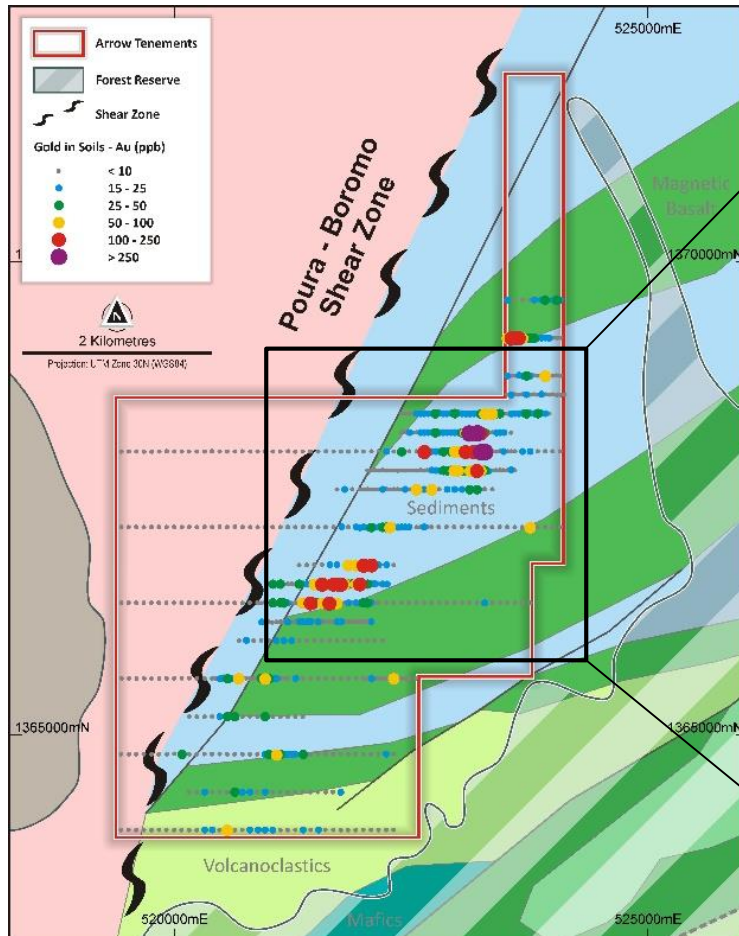 Arrow Tenements
Forest Reserve
Shear Zone
Gold in Soils - Au (ppb)
< 10
15 - 25
25 - 50
50 - 100
100 - 250
> 250
N
2 Kilometres
Projection: UTM Zone 30N (WGS84)
525000mE
Poura - Boromo
Shear Zone
Magnetic
Basalt
1370000mN
Sediments
1365000mN
1365000mN
Volcanoclastics
520000mE
Mafics
525000mE